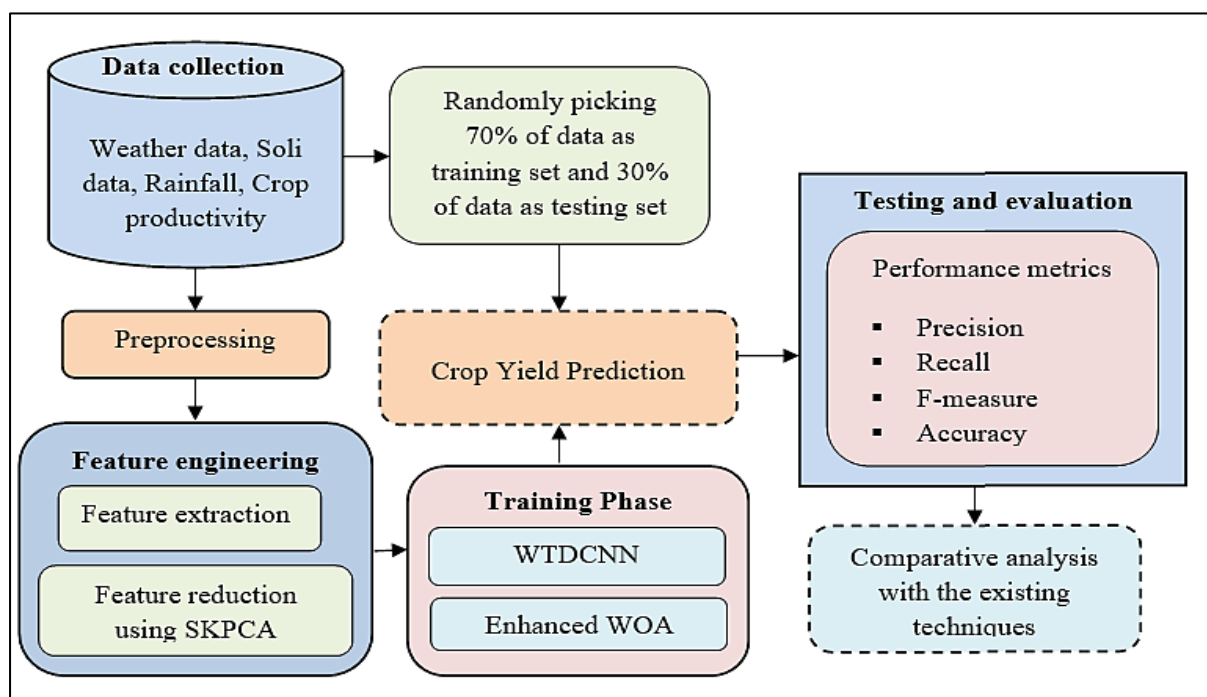 Data collection
Weather data, Soli
data, Rainfall, Crop
productivity
Randomly picking
70% of data as
training set and 30%
of data as testing set
Preprocessing
Feature engineering
Feature extraction
Feature reduction
using SKPCA
Training Phase
WTDCNN
Enhanced WOA
Crop Yield Prediction
Testing and evaluation
Performance metrics
▪ Precision
▪ Recall
▪ F-measure
▪ Accuracy
Comparative analysis
with the existing
techniques